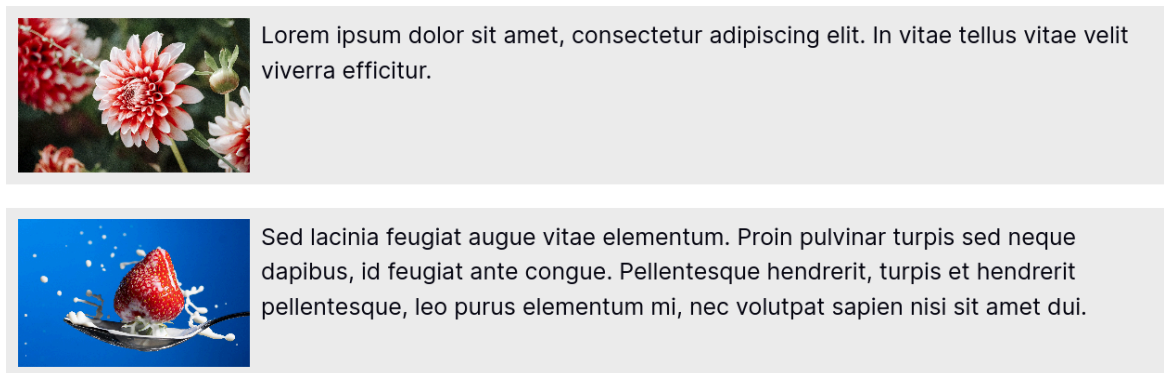 Lorem ipsum dolor sit amet, consectetur adipiscing elit. In vitae tellus vitae velit
viverra efficitur.
Sed lacinia feugiat augue vitae elementum. Proin pulvinar turpis sed neque
dapibus, id feugiat ante congue. Pellentesque hendrerit, turpis et hendrerit
pellentesque, leo purus elementum mi, nec volutpat sapien nisi sit amet dui.